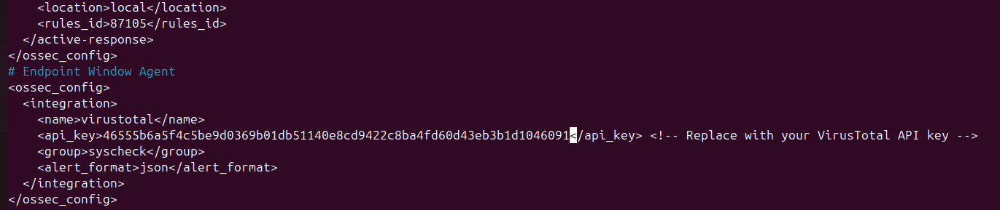 <location>local</location>
<rules_id>87105</rules_id>
</active-response>
</ossec_config>
# Endpoint Window Agent
<ossec_config>
<integration>
<name>virustotal</name>
<api_key>46555b6a5f4c5be9d0369b01db51140e8cd9422c8ba4fd60d43eb3b1d1046091</api_key> <!-- Replace with your VirusTotal API key -->
<group>syscheck</group>
<alert_format>json</alert_format>
</integration>
</ossec_config>